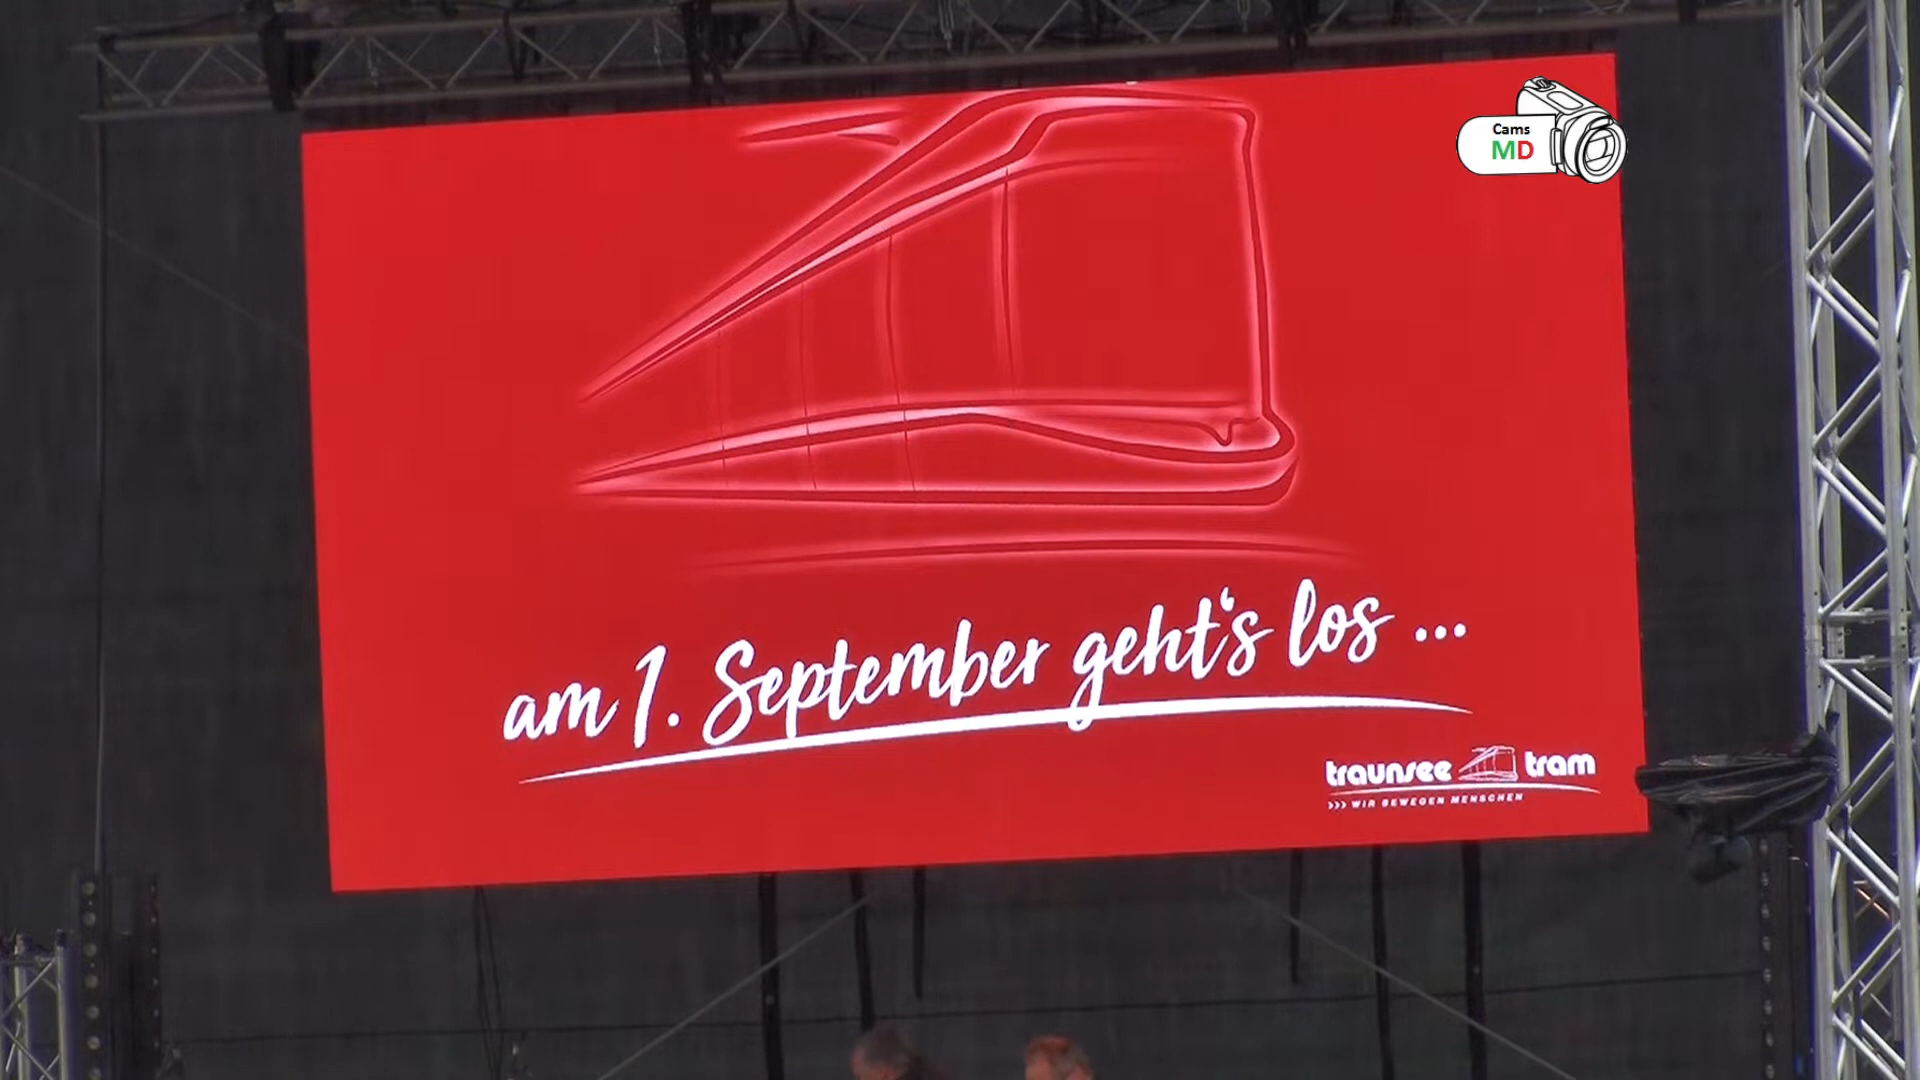 Cams
MD
am 1. September geht's los ...
traunsee tram
>>> WIR BEWEGEN MENSCHEN